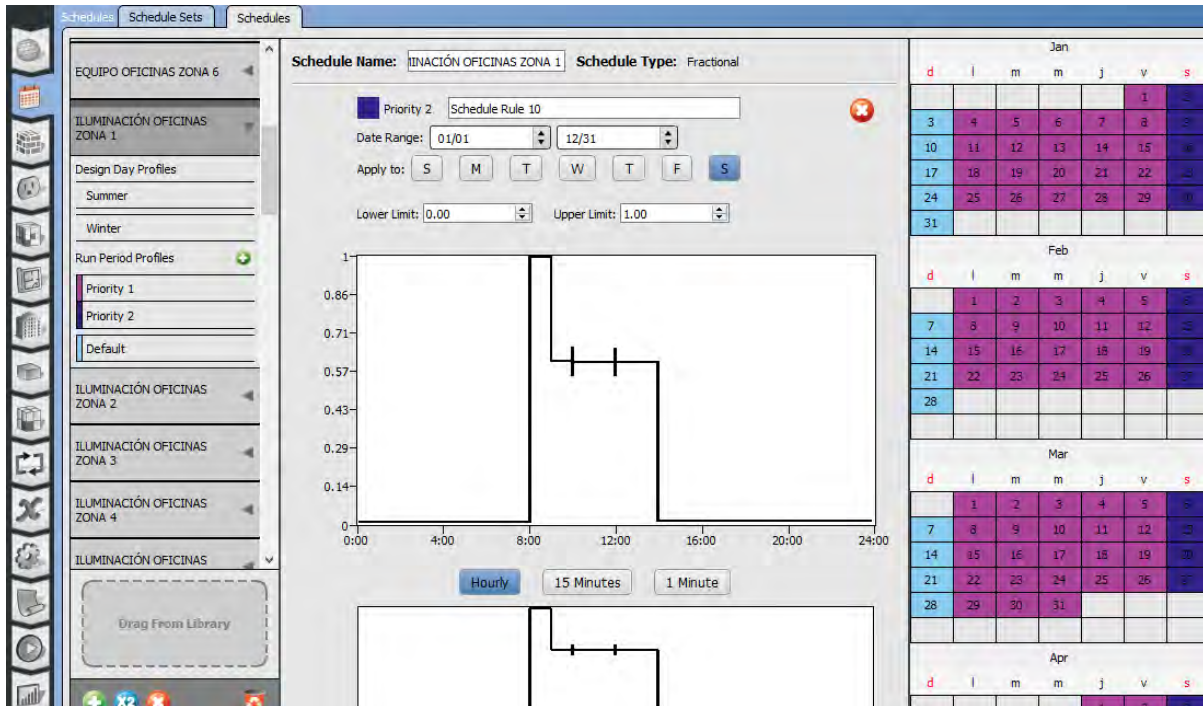 Schedules Schedule Sets Schedules
EQUIPO OFICINAS ZONA 6
ILUMINACIÓN OFICINAS
ZONA 1
Design Day Profiles
Summer
Winter
Run Period Profiles
Priority 1
Priority 2
Default
ILUMINACIÓN OFICINAS
ZONA 2
ILUMINACIÓN OFICINAS
ZONA 3
ILUMINACIÓN OFICINAS
ZONA 4
ILUMINACIÓN OFICINAS
Drag From Library
X2
Schedule Name: MINACIÓN OFICINAS ZONA 1 Schedule Type: Fractional
Priority 2 Schedule Rule 10
Date Range: 01/01 12/31
Apply to: S M T W T F S
Lower Limit: 0.00 Upper Limit: 1.00
1
0.86
0.71
0.57
0.43
0.29
0.14
0
0:00 4:00 8:00 12:00 16:00 20:00 24:00
Hourly 15 Minutes 1 Minute
Jan
d l m m j v s
1
3 4 5 6 7 8
10 11 12 13 14 15
17 18 19 20 21 22
24 25 26 27 28 29
31
Feb
d l m m j v s
1 2 3 4 5
7 8 9 10 11 12
14 15 16 17 18 19
21 22 23 24 25 26
28
Mar
d l m m j v s
1 2 3 4 5
7 8 9 10 11 12
14 15 16 17 18 19
21 22 23 24 25 26
28 29 30 31
Apr
d l m m j v s